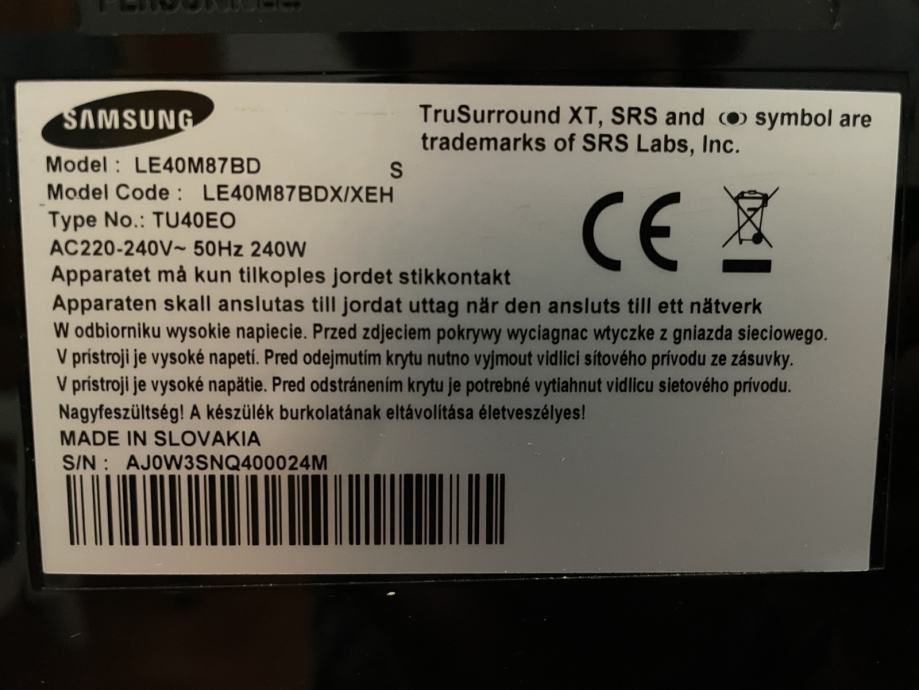 SAMSUNG
TruSurround XT, SRS and (●) symbol are
trademarks of SRS Labs, Inc.
Model : LE40M87BD
S
Model Code : LE40M87BDX/XEH
Type No.: TU40EO
AC220-240V~ 50Hz 240W
Apparatet må kun tilkoples jordet stikkontakt
Apparaten skall anslutas till jordat uttag när den ansluts till ett nätverk
W odbiorniku wysokie napiecie. Przed zdjeciem pokrywy wyciagnac wtyczke z gniazda sieciowego.
V prístroji je vysoké napetí. Pred odejmutím krytu nutno vyjmout vidlici sítového prívodu ze zásuvky.
V prístroji je vysoké napätie. Pred odstránením krytu je potrebné vytiahnut vidlicu sietového prívodu.
Nagyfeszültség! A készülék burkolatának eltávolítása életveszélyes!
MADE IN SLOVAKIA
S/N : AJ0W3SNQ400024M